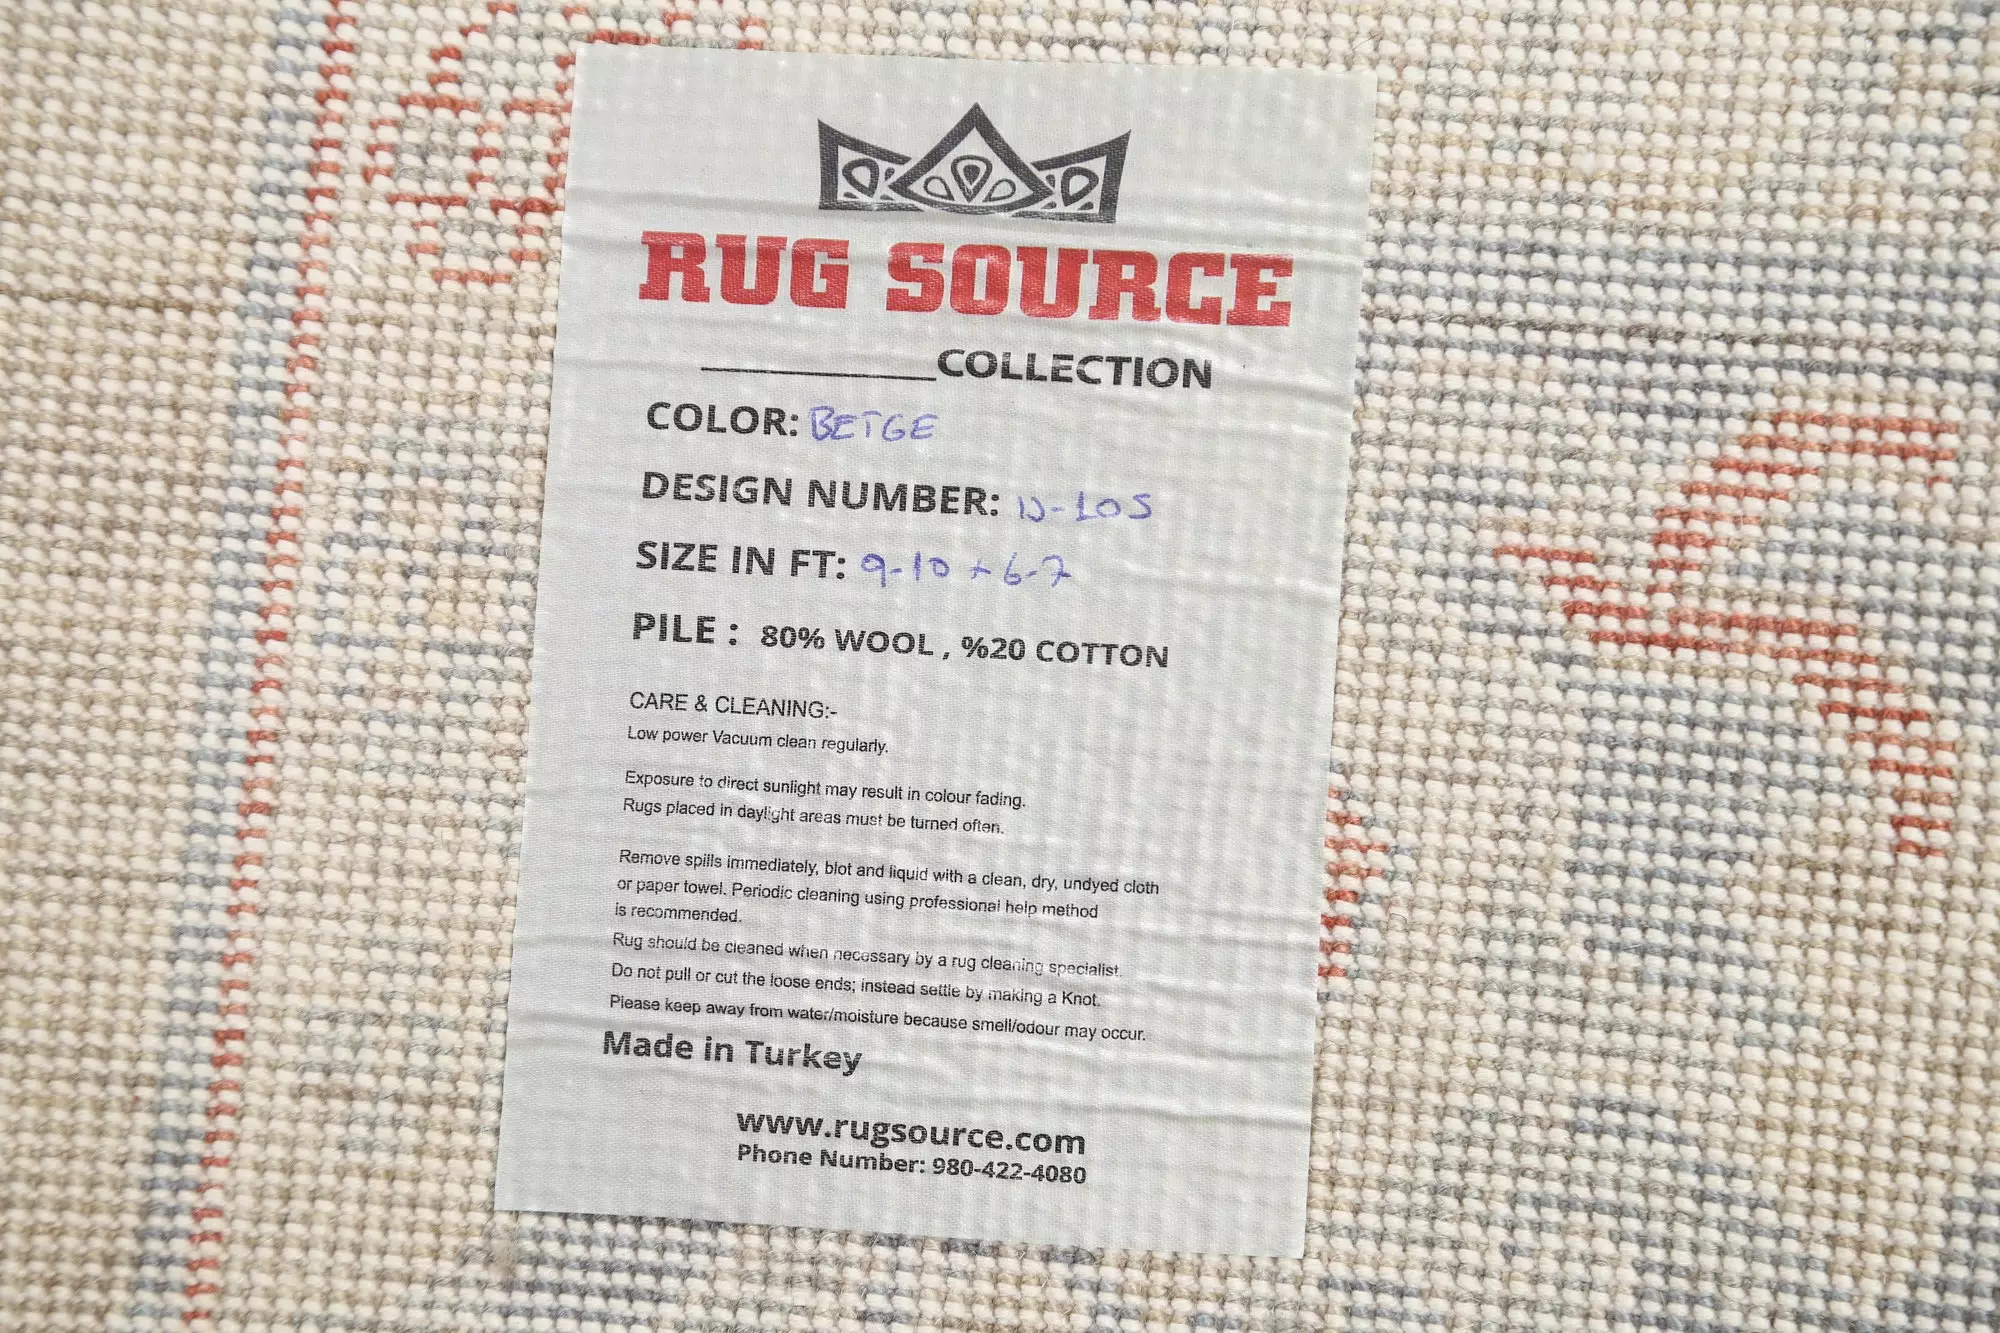 RUG SOURCE
__________COLLECTION
COLOR: BEIGE
DESIGN NUMBER: N-105
SIZE IN FT: 9-10 x 6-7
PILE : 80% WOOL , %20 COTTON
CARE & CLEANING:-
Low power Vacuum clean regularly.
Exposure to direct sunlight may result in colour fading.
Rugs placed in daylight areas must be turned often.
Remove spills immediately, blot and liquid with a clean, dry, undyed cloth
or paper towel. Periodic cleaning using professional help method
is recommended.
Rug should be cleaned when necessary by a rug cleaning specialist.
Do not pull or cut the loose ends; instead settle by making a Knot.
Please keep away from water/moisture because smell/odour may occur.
Made in Turkey
www.rugsource.com
Phone Number: 980-422-4080